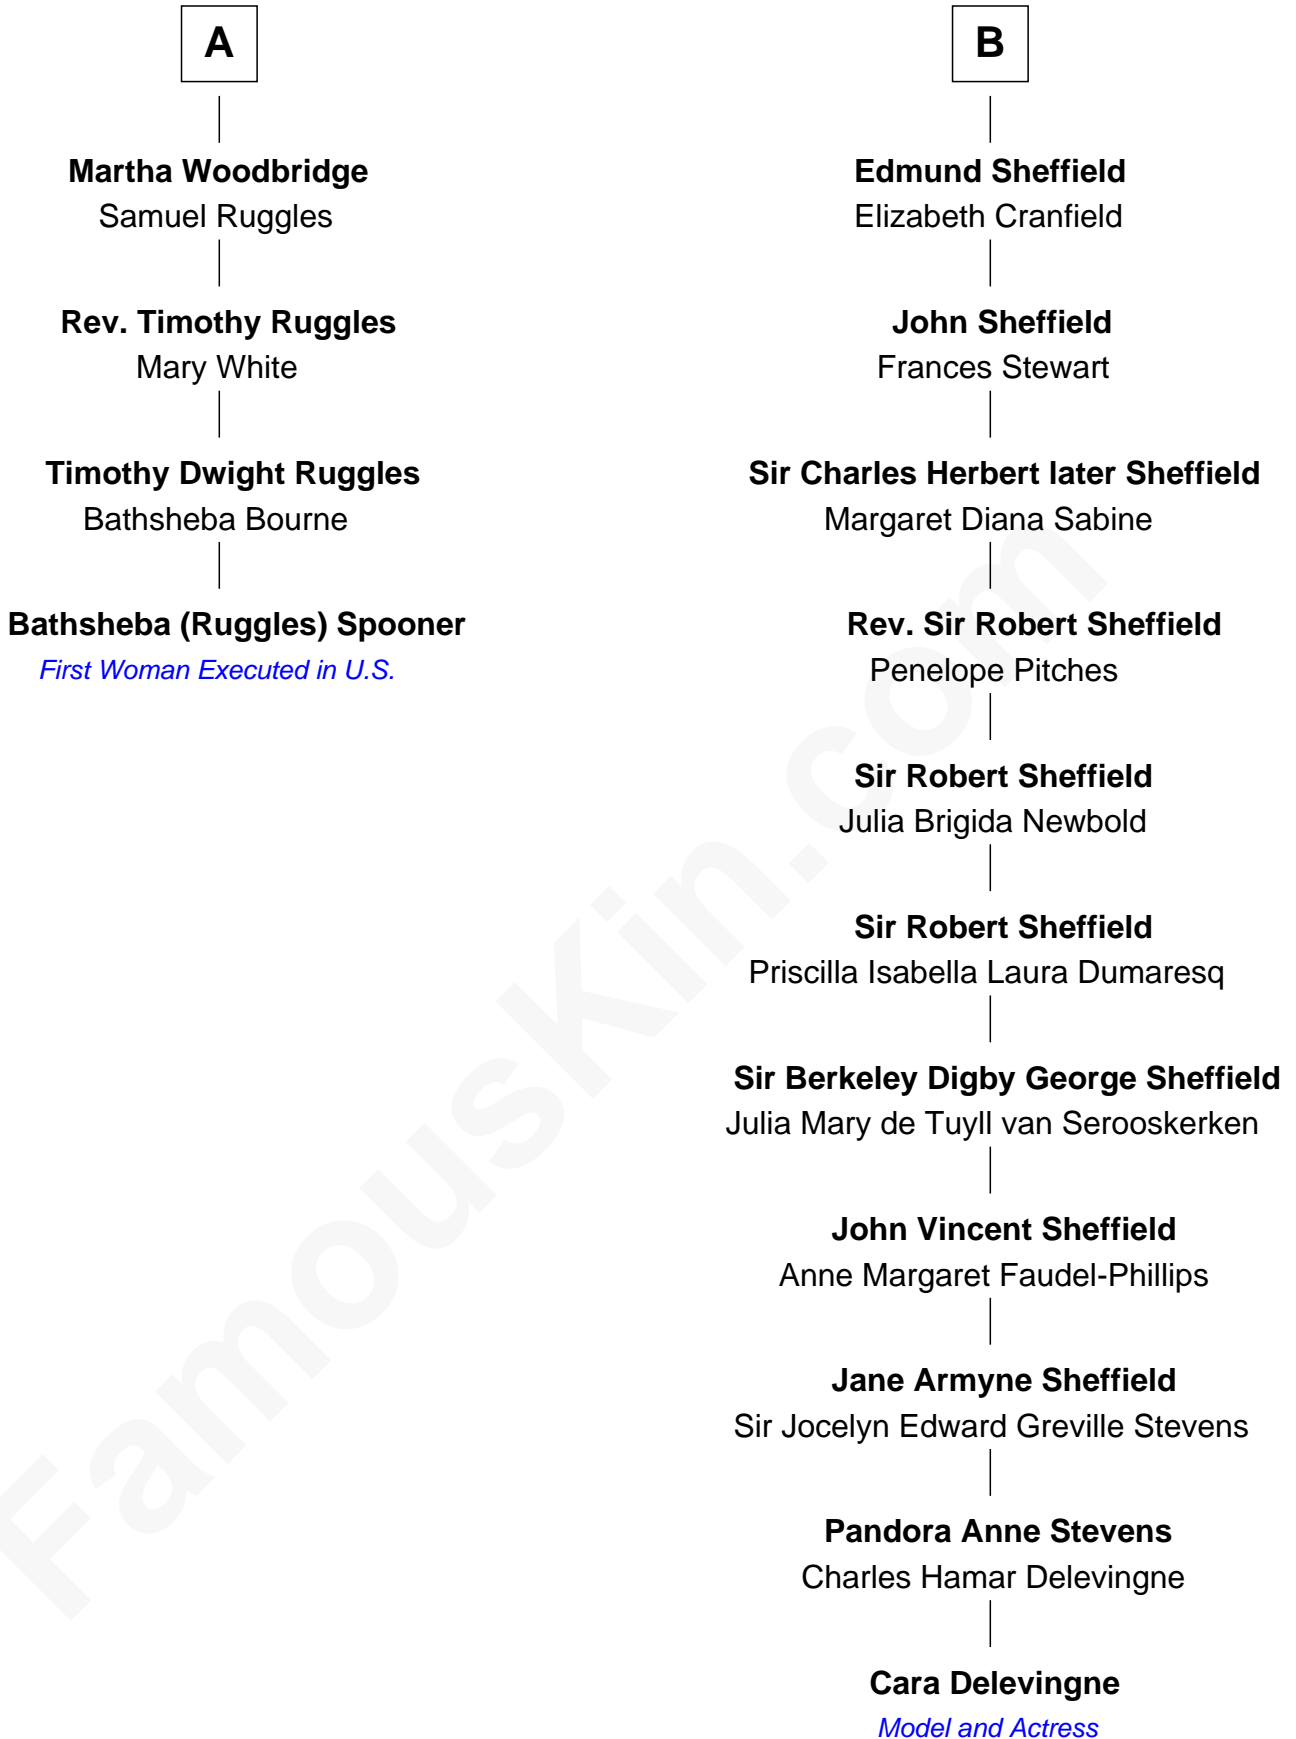 A
Martha Woodbridge
Samuel Ruggles
Rev. Timothy Ruggles
Mary White
Timothy Dwight Ruggles
Bathsheba Bourne
Bathsheba (Ruggles) Spooner
First Woman Executed in U.S.
B
Edmund Sheffield
Elizabeth Cranfield
John Sheffield
Frances Stewart
Sir Charles Herbert later Sheffield
Margaret Diana Sabine
Rev. Sir Robert Sheffield
Penelope Pitches
Sir Robert Sheffield
Julia Brigida Newbold
Sir Robert Sheffield
Priscilla Isabella Laura Dumaresq
Sir Berkeley Digby George Sheffield
Julia Mary de Tuyll van Serooskerken
John Vincent Sheffield
Anne Margaret Faudel-Phillips
Jane Armyne Sheffield
Sir Jocelyn Edward Greville Stevens
Pandora Anne Stevens
Charles Hamar Delevingne
Cara Delevingne
Model and Actress
FamousKin.com